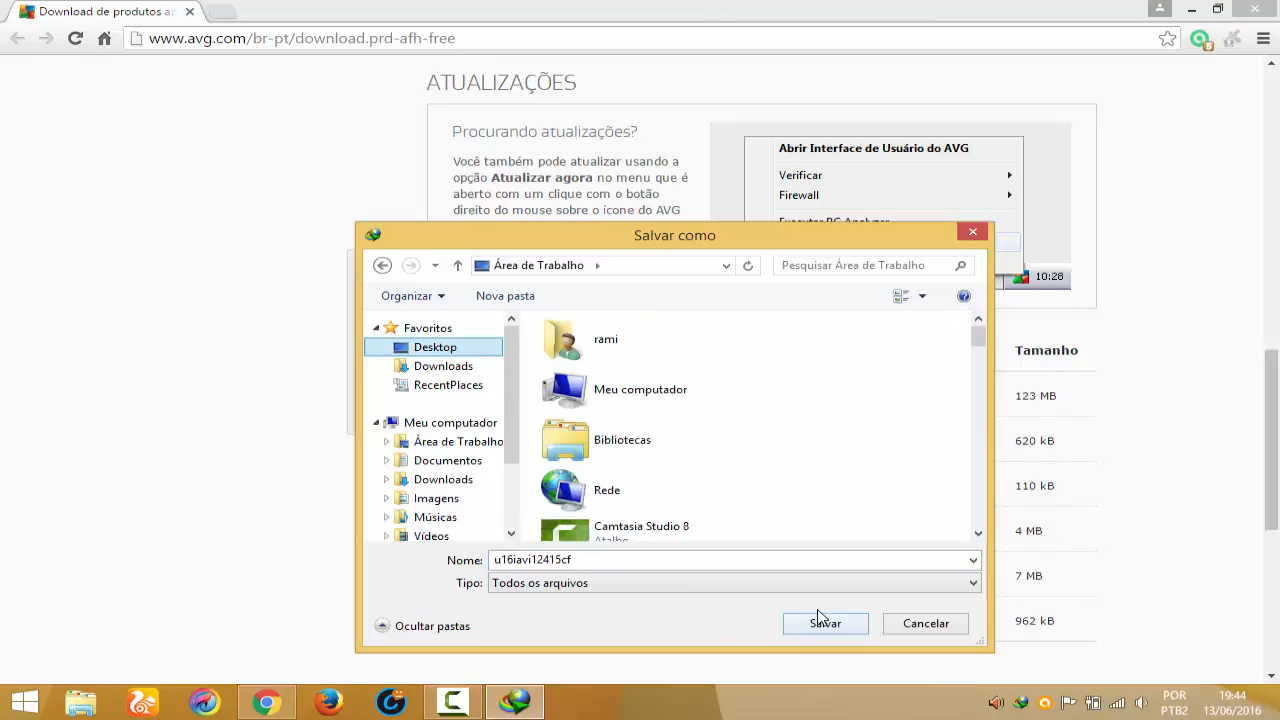 Download de produtos a
www.avg.com/br-pt/download.prd-afh-free
ATUALIZAÇÕES
Procurando atualizações?
Você também pode atualizar usando a
opção Atualizar agora no menu que é
aberto com um clique com o botão
direito do mouse sobre o ícone do AVG
Abrir Interface de Usuário do AVG
Verificar
Firewall
Executar PC Analyzer
10:28
Salvar como
Área de Trabalho
Pesquisar Área de Trabalho
Organizar
Nova pasta
Favoritos
Desktop
Downloads
RecentPlaces
Meu computador
Área de Trabalho
Documentos
Downloads
Imagens
Músicas
Vídeos
rami
Meu computador
Bibliotecas
Rede
Camtasia Studio 8
Atalho
Nome: u16iavi12415cf
Tipo: Todos os arquivos
Ocultar pastas
Salvar
Cancelar
Tamanho
123 MB
620 kB
110 kB
4 MB
7 MB
962 kB
POR
PTB2
19:44
13/06/2016